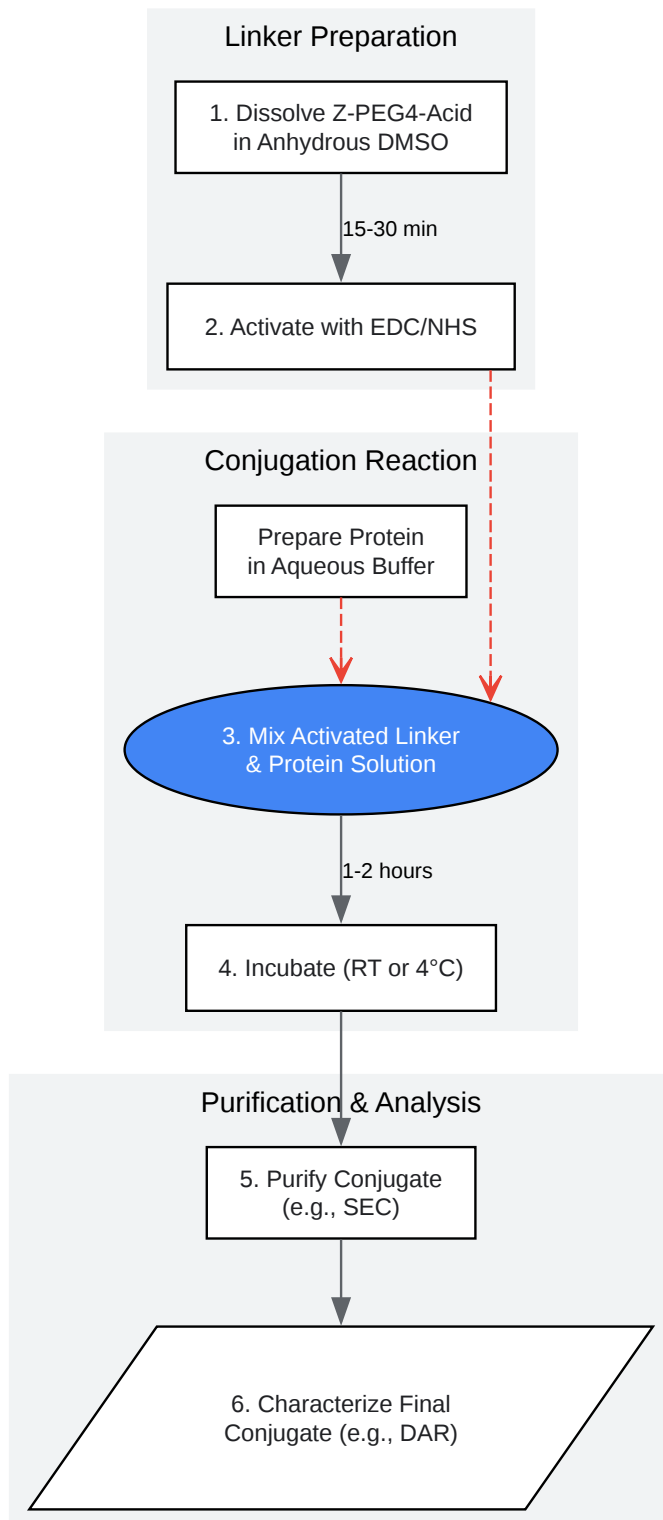 Linker Preparation
1. Dissolve Z-PEG4-Acid
in Anhydrous DMSO
15-30 min
2. Activate with EDC/NHS
Conjugation Reaction
Prepare Protein
in Aqueous Buffer
3. Mix Activated Linker
& Protein Solution
1-2 hours
4. Incubate (RT or 4°C)
Purification & Analysis
5. Purify Conjugate
(e.g., SEC)
6. Characterize Final
Conjugate (e.g., DAR)